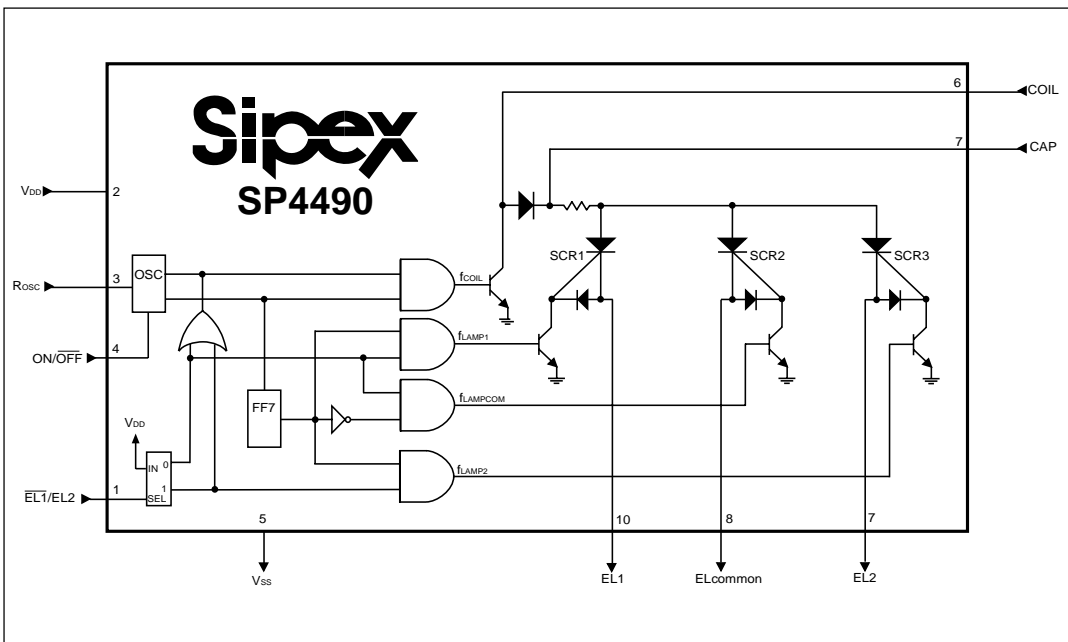 Sipex
SP4490
6
COIL
7
CAP
VDD
2
ROSC
3
OSC
ON/OFF
4
fCOIL
fLAMP1
fLAMPCOM
fLAMP2
SCR1
SCR2
SCR3
FF7
VDD
IN
0
1
SEL
EL1/EL2
1
5
VSS
10
EL1
8
ELcommon
7
EL2